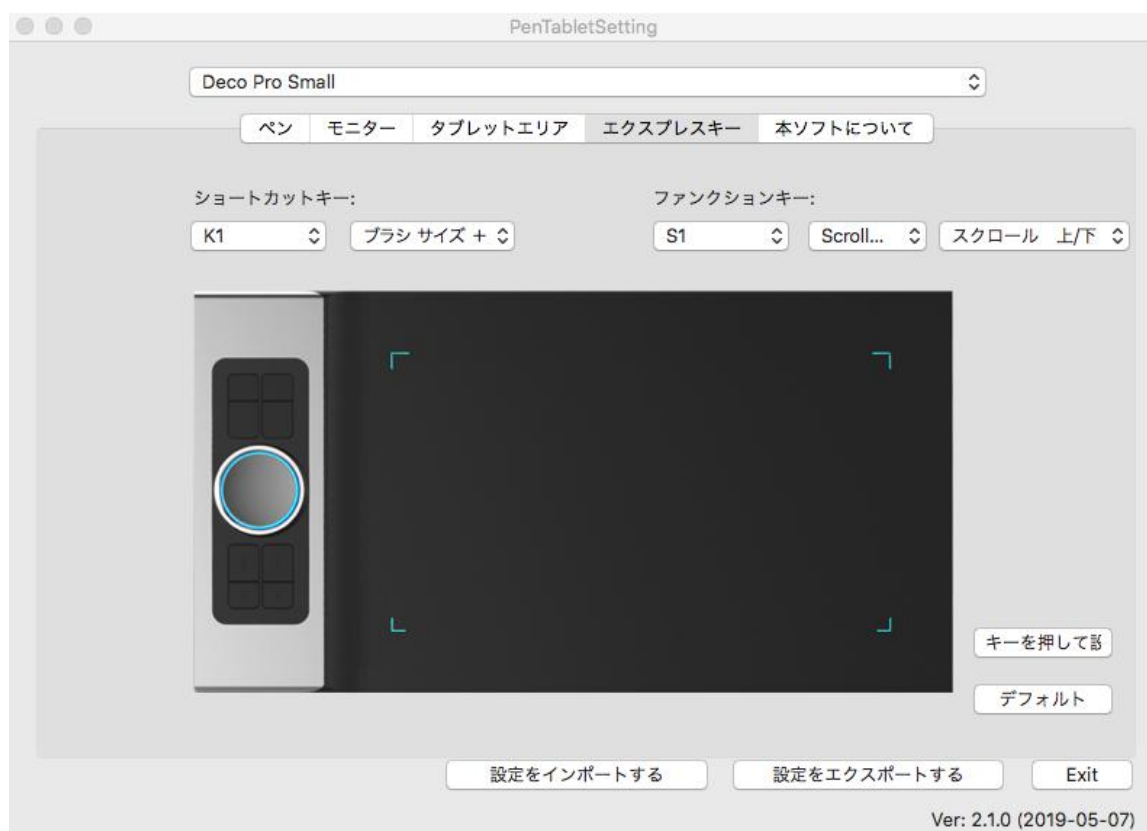 PenTabletSetting
Deco Pro Small
ペン モニター タブレットエリア エクスプレスキー 本ソフトについて
ショートカットキー: ファンクションキー:
K1 ブラシ サイズ + S1 Scroll... スクロール 上/下
キーを押して
デフォルト
設定をインポートする 設定をエクスポートする Exit
Ver: 2.1.0 (2019-05-07)